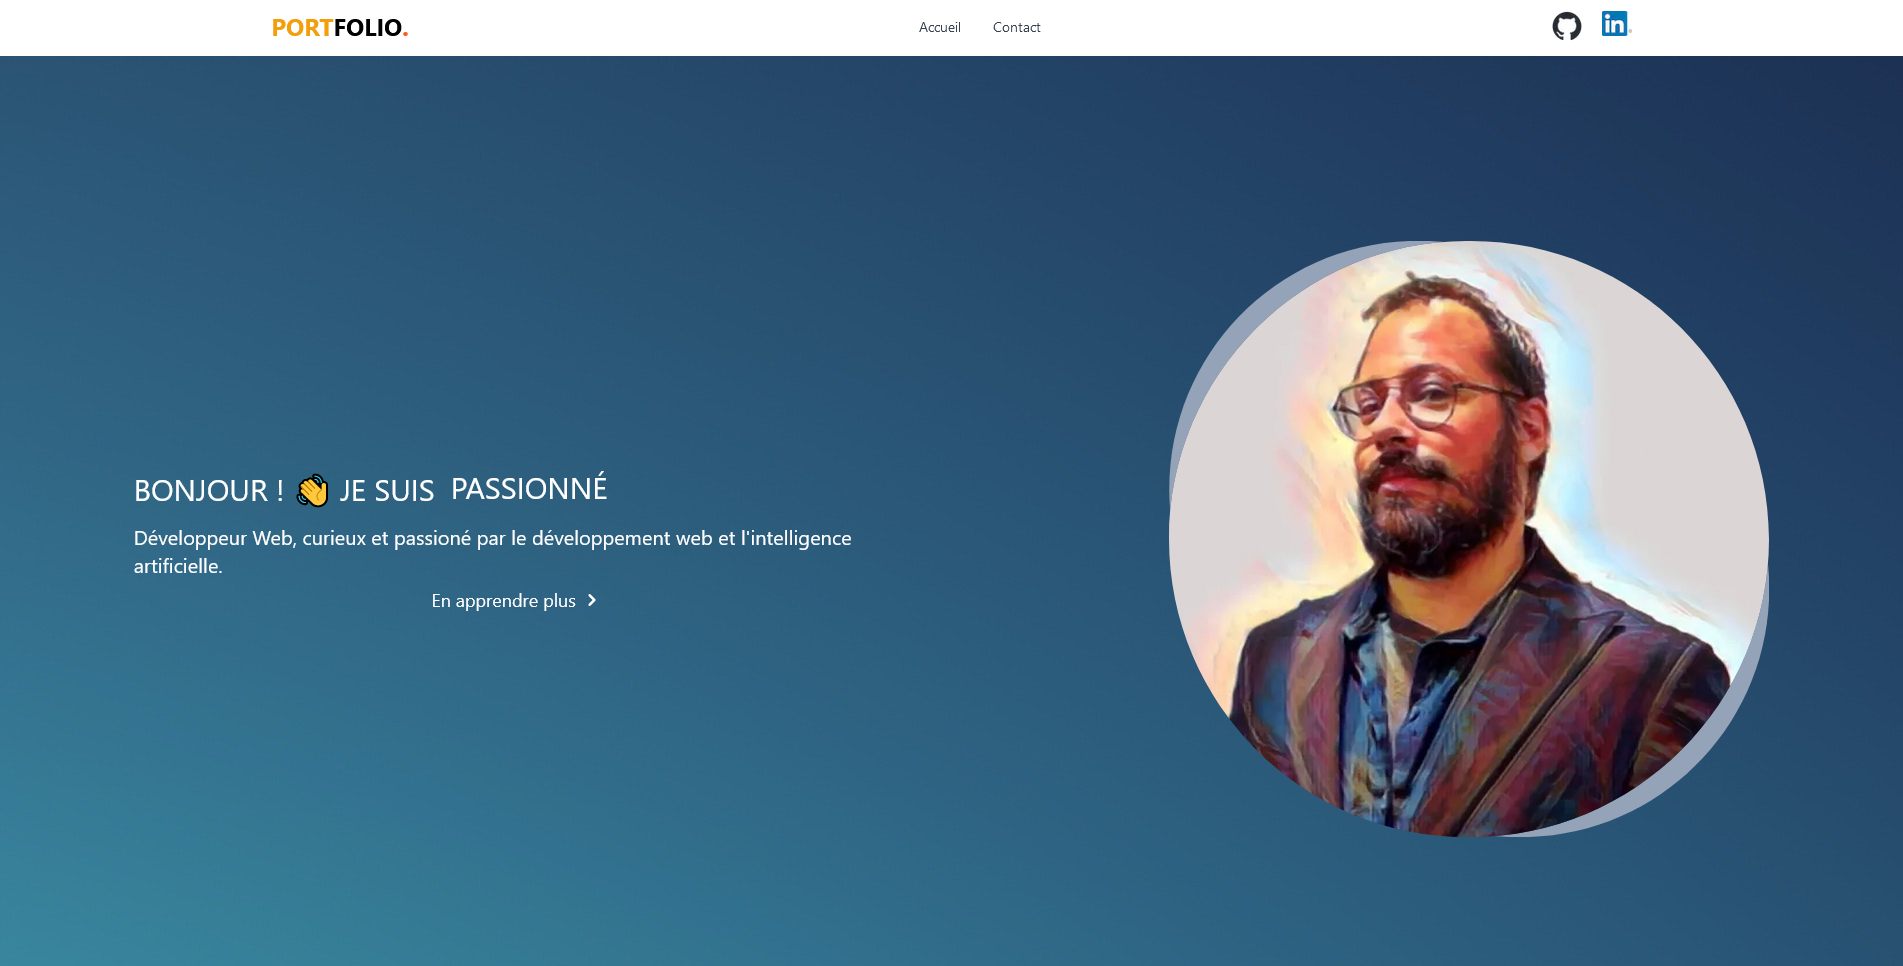 PORTFOLIO.
Accueil
Contact
in
BONJOUR ! 👋 JE SUIS PASSIONNÉ
Développeur Web, curieux et passioné par le développement web et l'intelligence
artificielle.
En apprendre plus